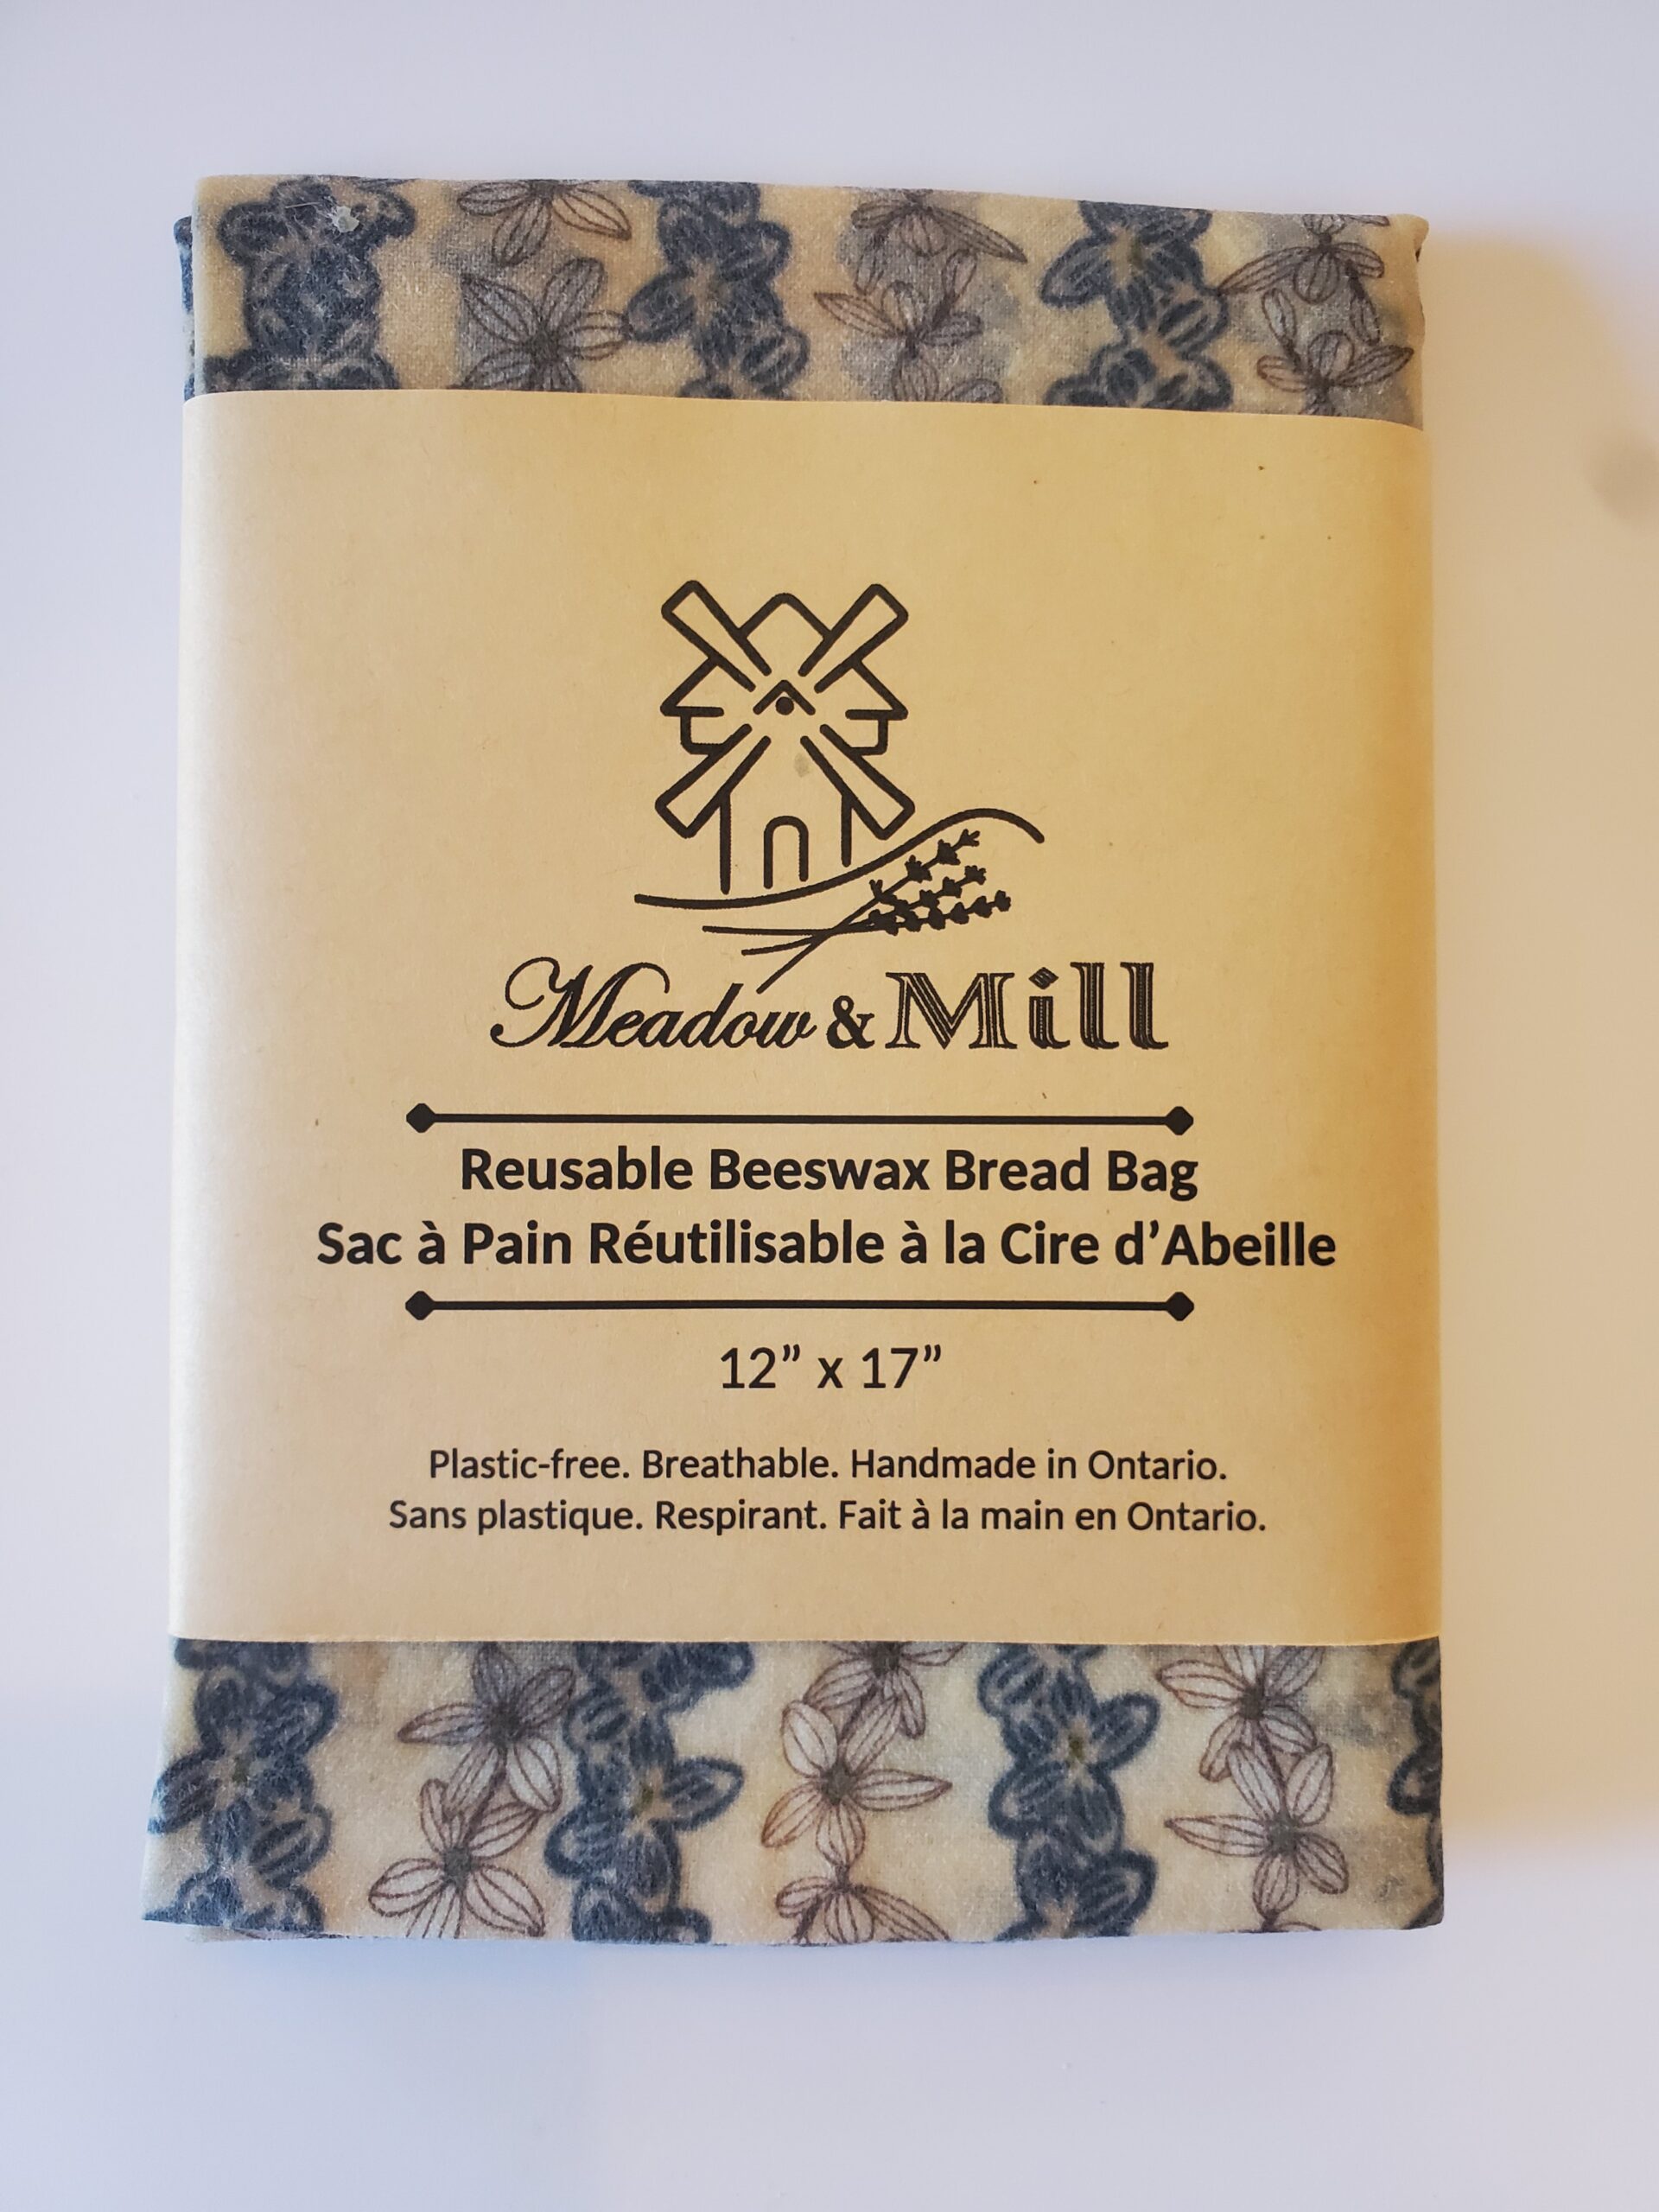 Meadow & Mill
Reusable Beeswax Bread Bag
Sac à Pain Réutilisable à la Cire d’Abeille
12” x 17”
Plastic-free. Breathable. Handmade in Ontario.
Sans plastique. Respirant. Fait à la main en Ontario.